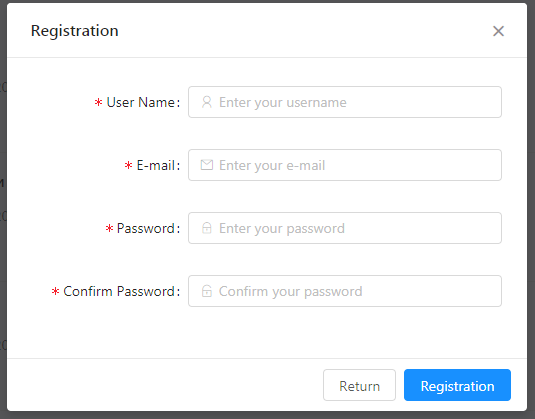 Registration
* User Name:
Enter your username
* E-mail:
Enter your e-mail
* Password:
Enter your password
* Confirm Password:
Confirm your password
Return
Registration